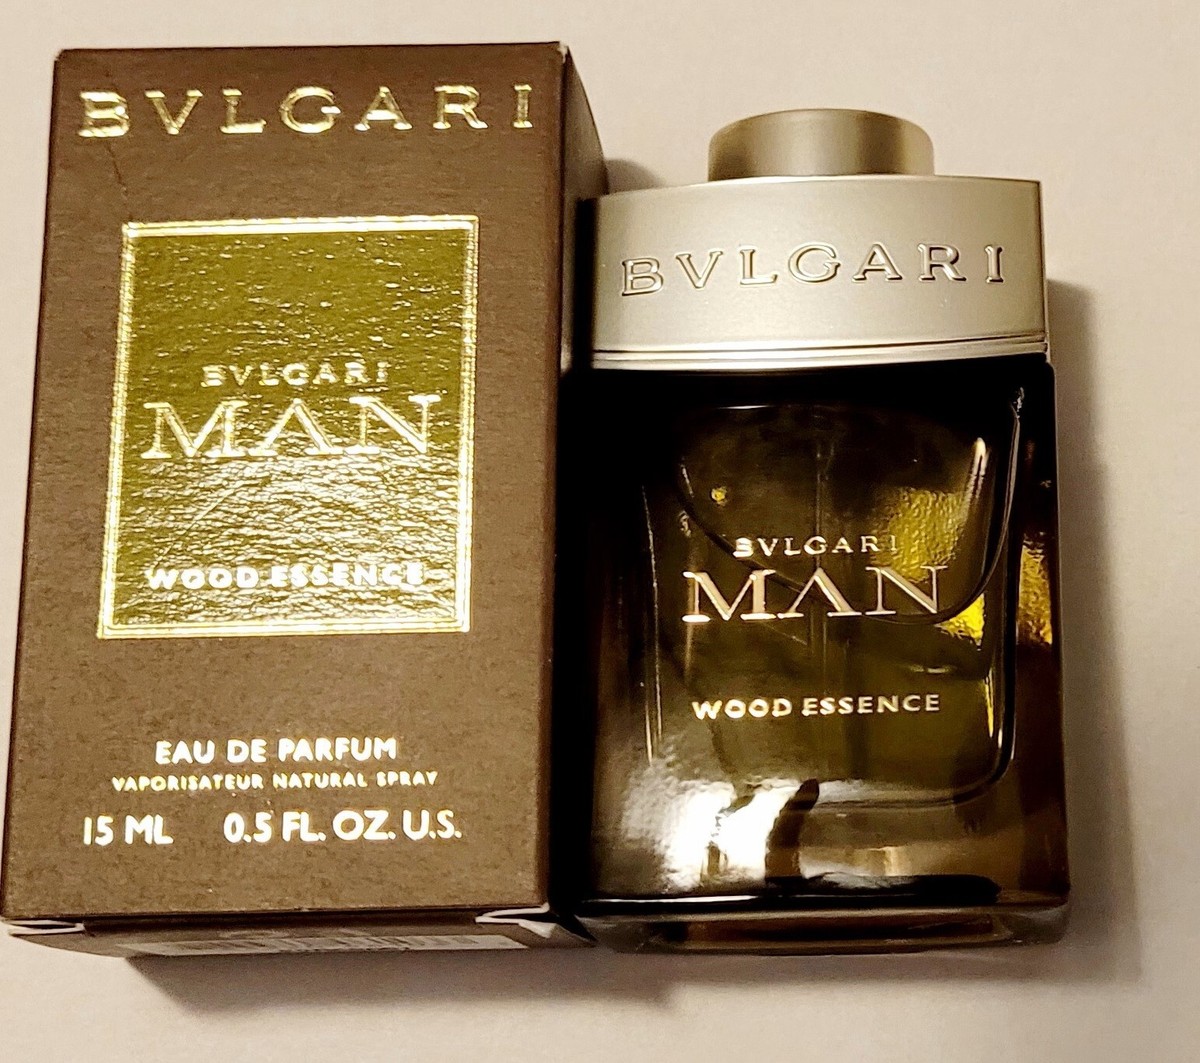 BVLGARI
BVLGARI
MAN
WOOD ESSENCE
EAU DE PARFUM
VAPORISATEUR NATURAL SPRAY
15 ML 0.5 FL. OZ. U.S.
BVLGARI
BVLGARI
MAN
WOOD ESSENCE